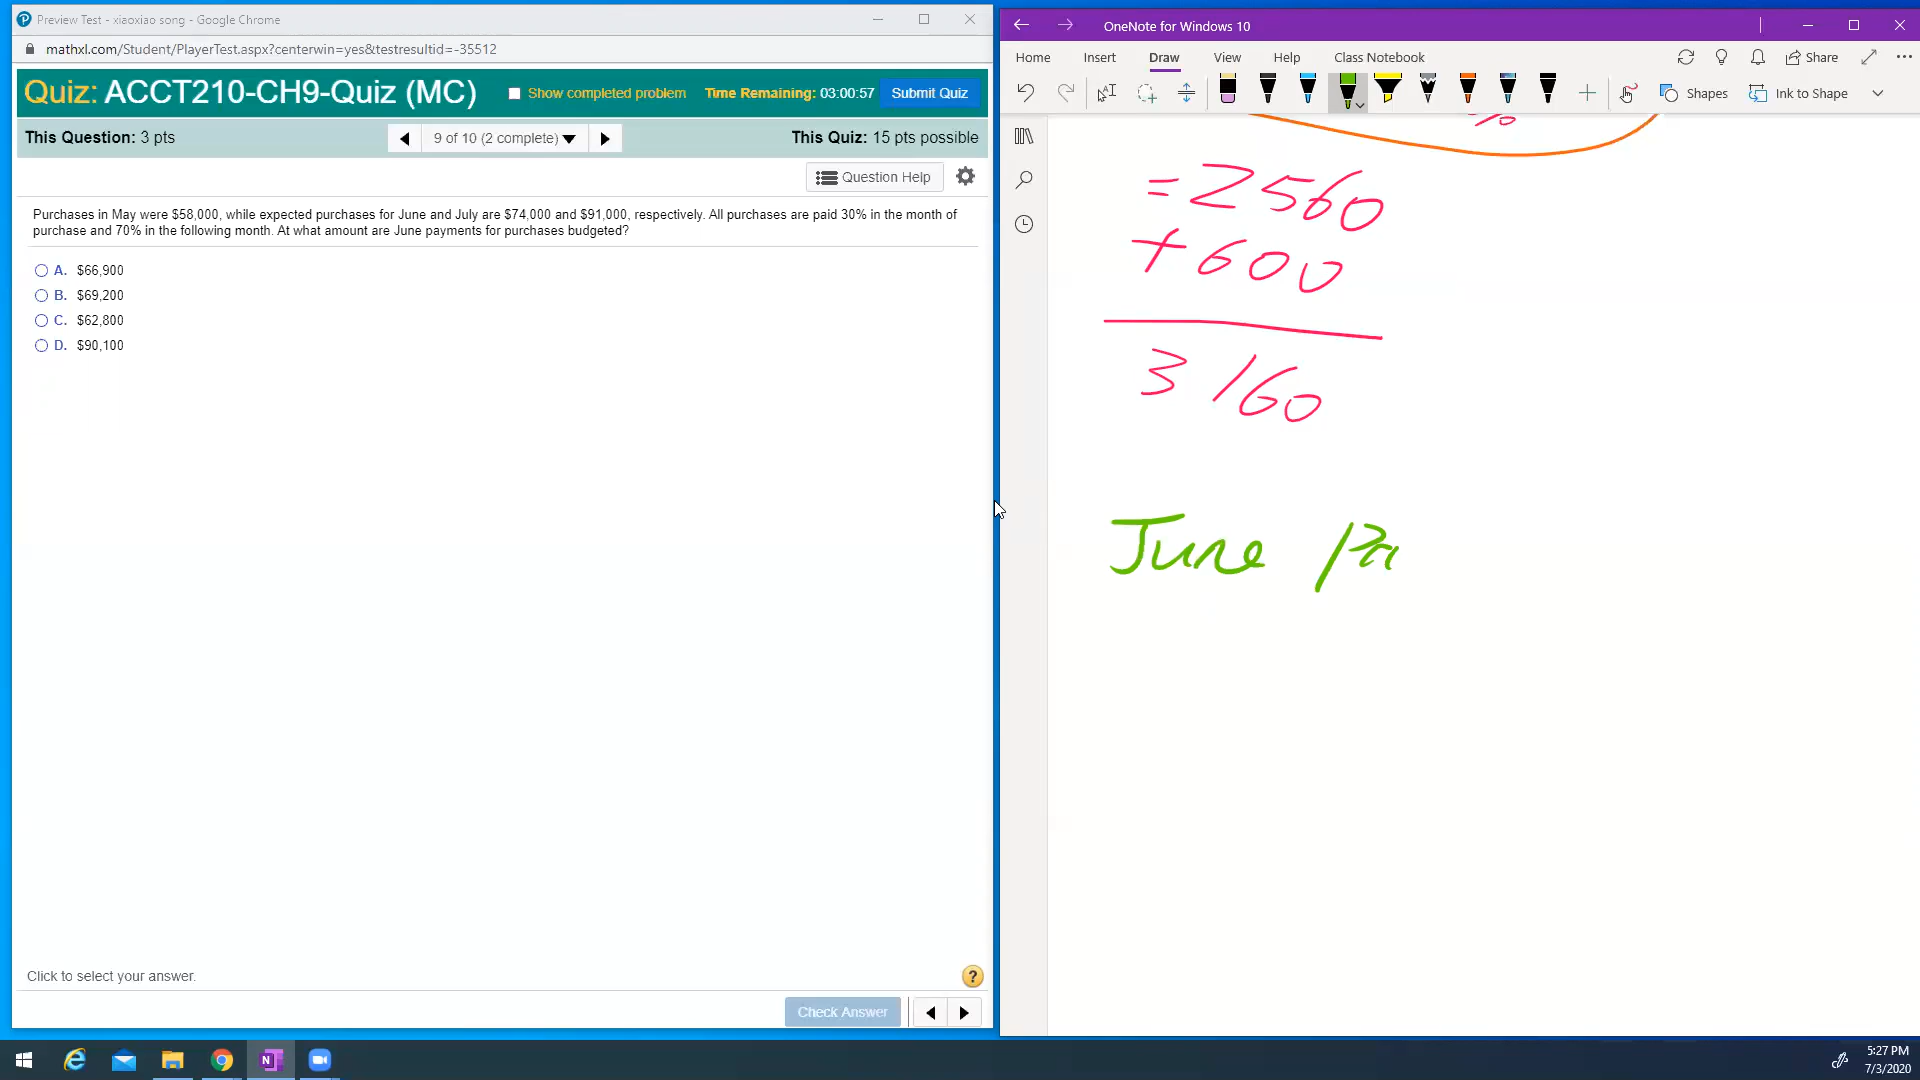 Preview Test - xiaoxiao song - Google Chrome
mathxl.com/Student/PlayerTest.aspx?centerwin=yes&testresultid=-35512
Quiz: ACCT210-CH9-Quiz (MC)
Show completed problem
Time Remaining: 03:00:57
Submit Quiz
This Question: 3 pts
9 of 10 (2 complete)
This Quiz: 15 pts possible
Question Help
Purchases in May were $58,000, while expected purchases for June and July are $74,000 and $91,000, respectively. All purchases are paid 30% in the month of
purchase and 70% in the following month. At what amount are June payments for purchases budgeted?
A. $66,900
B. $69,200
C. $62,800
D. $90,100
Click to select your answer.
?
Check Answer
OneNote for Windows 10
Home Insert Draw View Help Class Notebook
Share
Shapes
Ink to Shape
%
=2560
+600
3160
June Pa
5:27 PM
7/3/2020